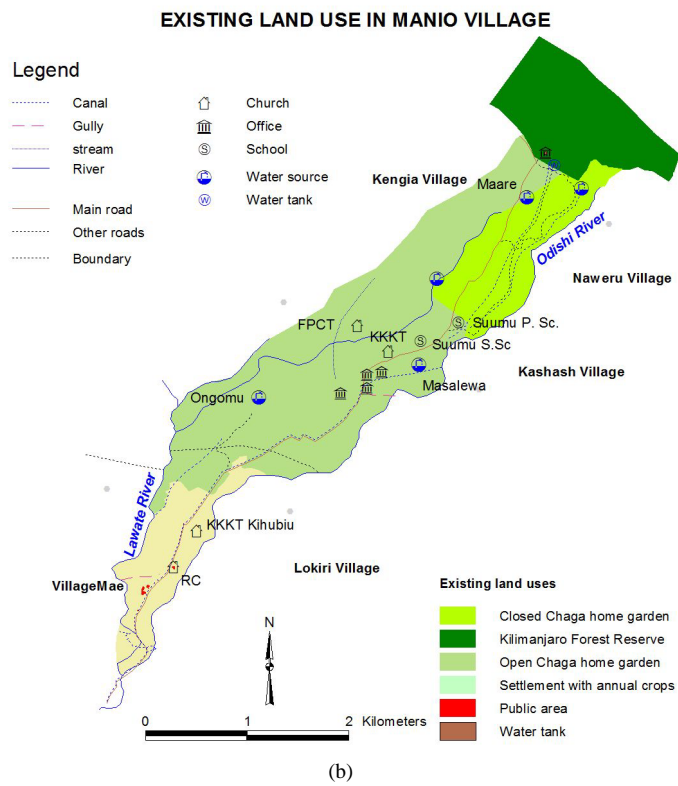 EXISTING LAND USE IN MANIO VILLAGE
Legend
Canal
Gully
stream
River
Main road
Other roads
Boundary
Church
Office
School
Water source
Water tank
S
W
Kengia Village
Maare
Odishi River
Naweru Village
FPCT
KKKT
Suumu P. Sc.
Suumu S.Sc
Kashash Village
Masalewa
Ongomu
Lawate River
KKKT Kihubiu
Lokiri Village
VillageMae
RC
Existing land uses
Closed Chaga home garden
Kilimanjaro Forest Reserve
Open Chaga home garden
Settlement with annual crops
Public area
Water tank
N
0 1 2 Kilometers
(b)